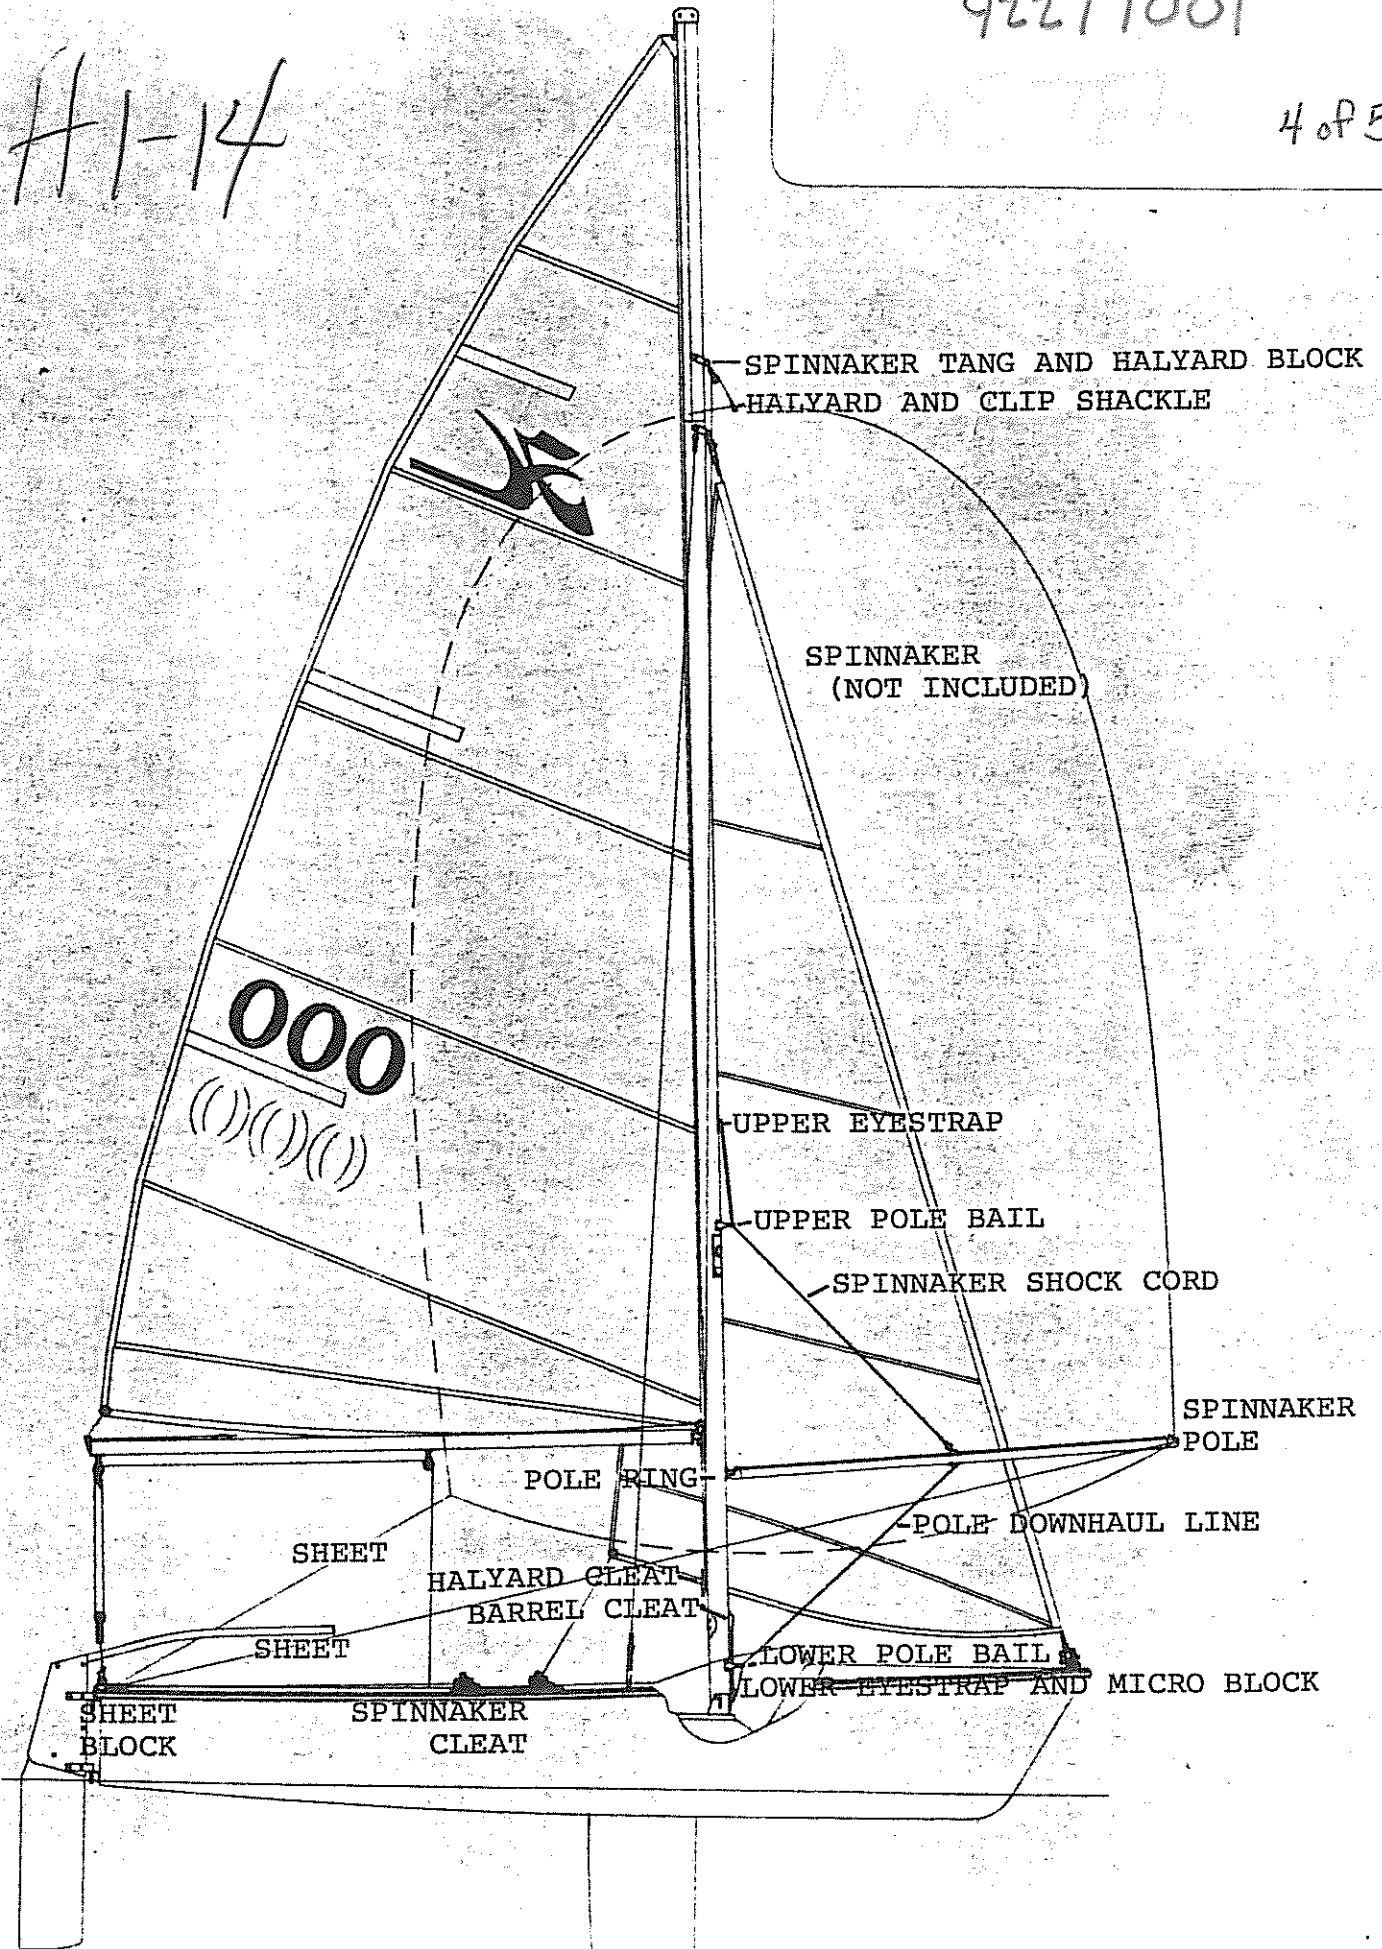 92217001
H1-14
4 of 5
SPINNAKER TANG AND HALYARD BLOCK
HALYARD AND CLIP SHACKLE
SPINNAKER
(NOT INCLUDED)
000
000
UPPER EYESTRAP
UPPER POLE BAIL
SPINNAKER SHOCK CORD
SPINNAKER
POLE
POLE RING
POLE DOWNHAUL LINE
SHEET
HALYARD CLEAT
BARREL CLEAT
SHEET
LOWER POLE BAIL
LOWER EYESTRAP AND MICRO BLOCK
SHEET
BLOCK
SPINNAKER
CLEAT